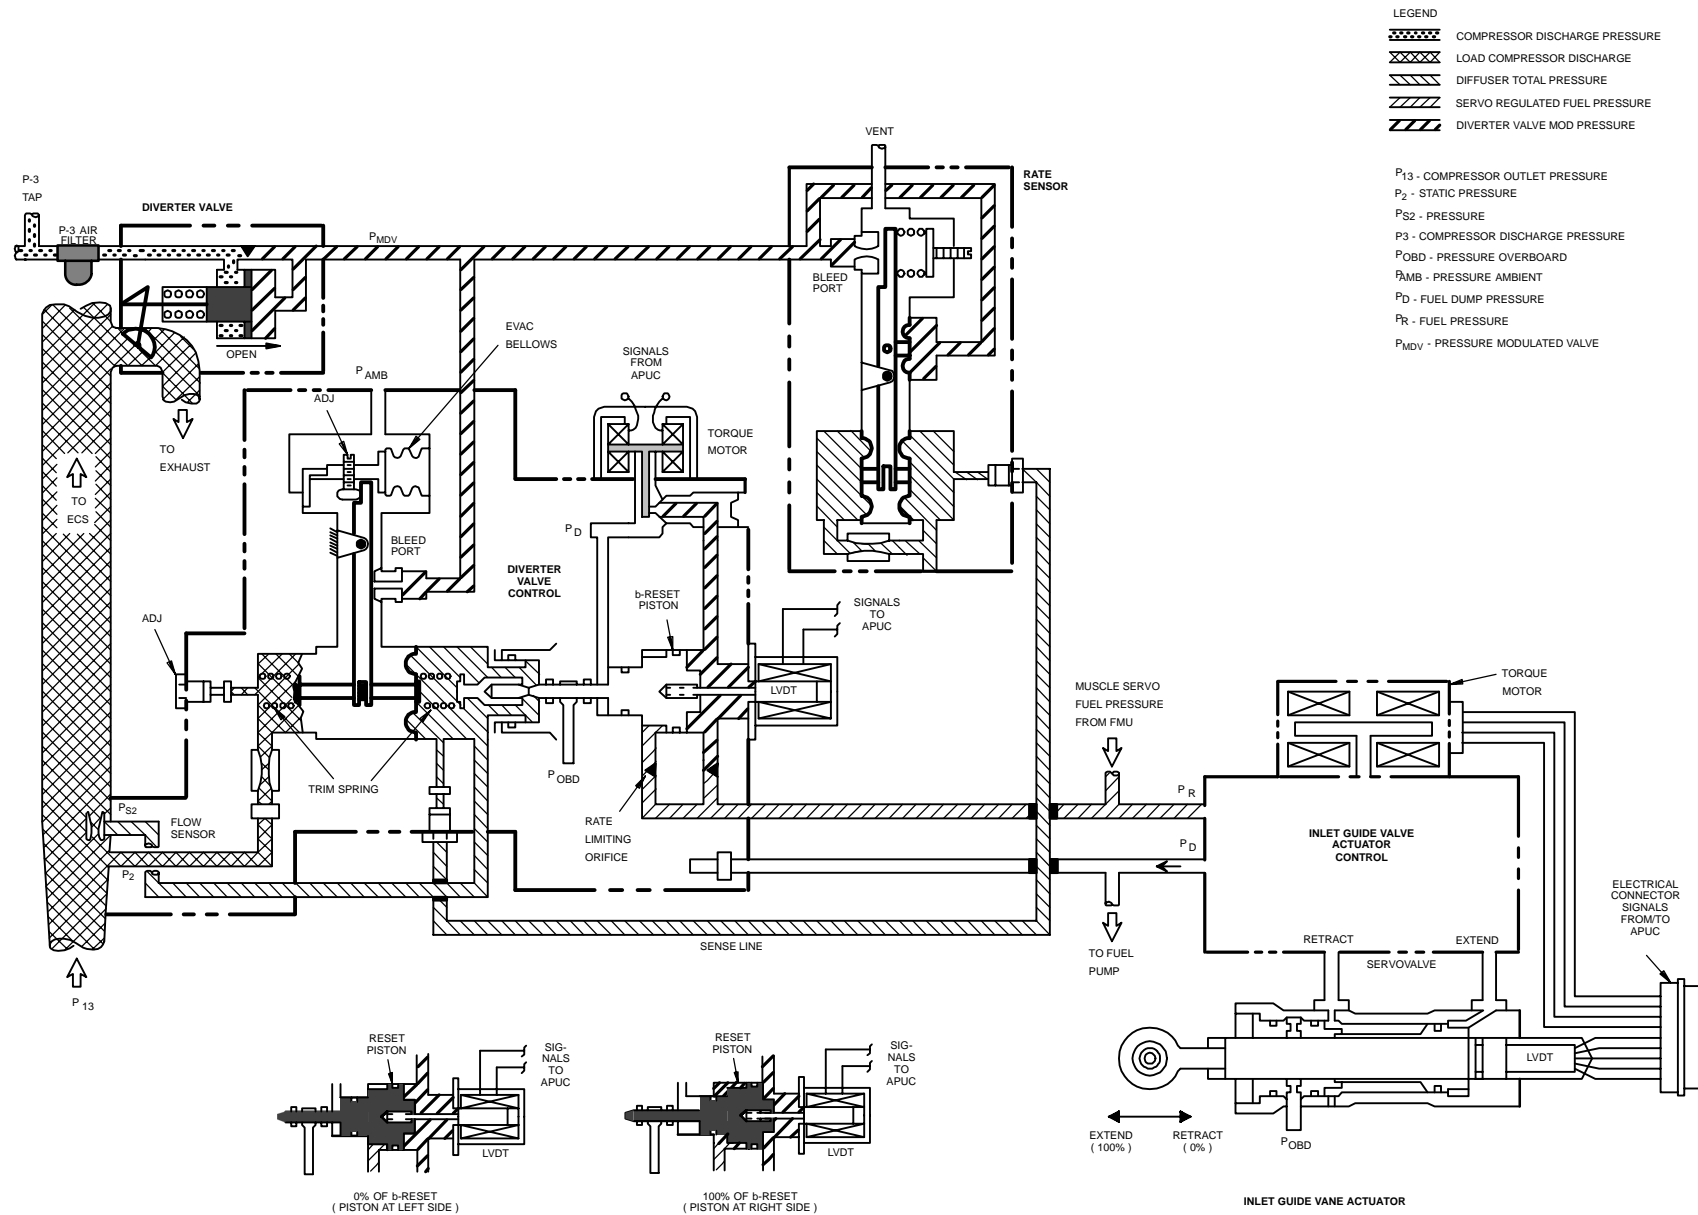 LEGEND
COMPRESSOR DISCHARGE PRESSURE
LOAD COMPRESSOR DISCHARGE
DIFFUSER TOTAL PRESSURE
SERVO REGULATED FUEL PRESSURE
DIVERTER VALVE MOD PRESSURE
P13 - COMPRESSOR OUTLET PRESSURE
P2 - STATIC PRESSURE
PS2 - PRESSURE
P3 - COMPRESSOR DISCHARGE PRESSURE
POBD - PRESSURE OVERBOARD
PAMB - PRESSURE AMBIENT
PD - FUEL DUMP PRESSURE
PR - FUEL PRESSURE
PMDV - PRESSURE MODULATED VALVE
VENT
RATE
SENSOR
P-3
TAP
DIVERTER VALVE
P-3 AIR
FILTER
PMDV
BLEED
PORT
OPEN
EVAC
BELLOWS
SIGNALS
FROM
APUC
P AMB
ADJ
TO
EXHAUST
TORQUE
MOTOR
TO
ECS
PD
BLEED
PORT
DIVERTER
VALVE
CONTROL
b-RESET
PISTON
SIGNALS
TO
APUC
ADJ
LVDT
MUSCLE SERVO
FUEL PRESSURE
FROM FMU
TORQUE
MOTOR
P OBD
TRIM SPRING
PS2
FLOW
SENSOR
RATE
LIMITING
ORIFICE
P R
P D
INLET GUIDE VALVE
ACTUATOR
CONTROL
P2
ELECTRICAL
CONNECTOR
SIGNALS
FROM/TO
APUC
SENSE LINE
TO FUEL
PUMP
RETRACT
EXTEND
SERVOVALVE
P 13
RESET
PISTON
SIG-
NALS
TO
APUC
LVDT
0% OF b-RESET
( PISTON AT LEFT SIDE )
RESET
PISTON
SIG-
NALS
TO
APUC
LVDT
100% OF b-RESET
( PISTON AT RIGHT SIDE )
LVDT
EXTEND
( 100% )
RETRACT
( 0% )
POBD
INLET GUIDE VANE ACTUATOR